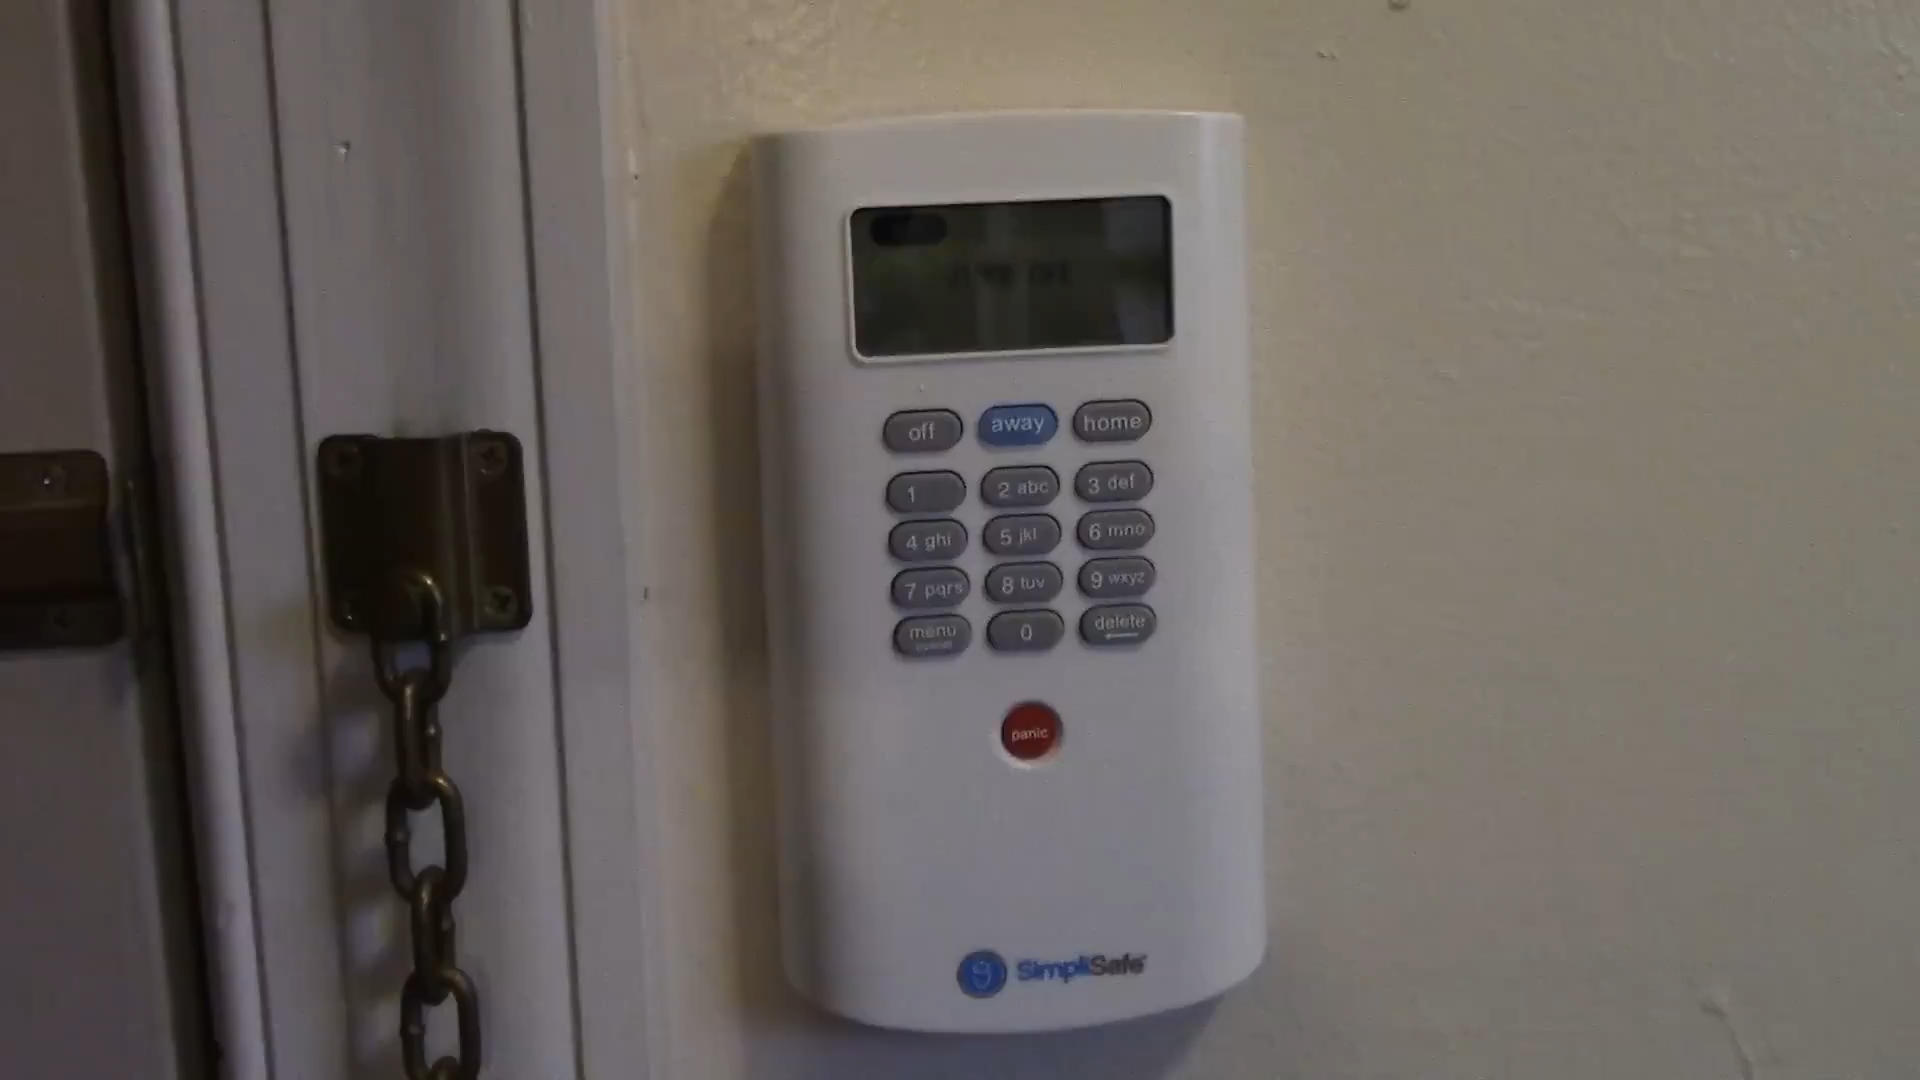 off away home
1 2 abc 3 def
4 ghi 5 jkl 6 mno
7 pqrs 8 tuv 9 wxyz
menu 0 delete
panic
SimpliSafe